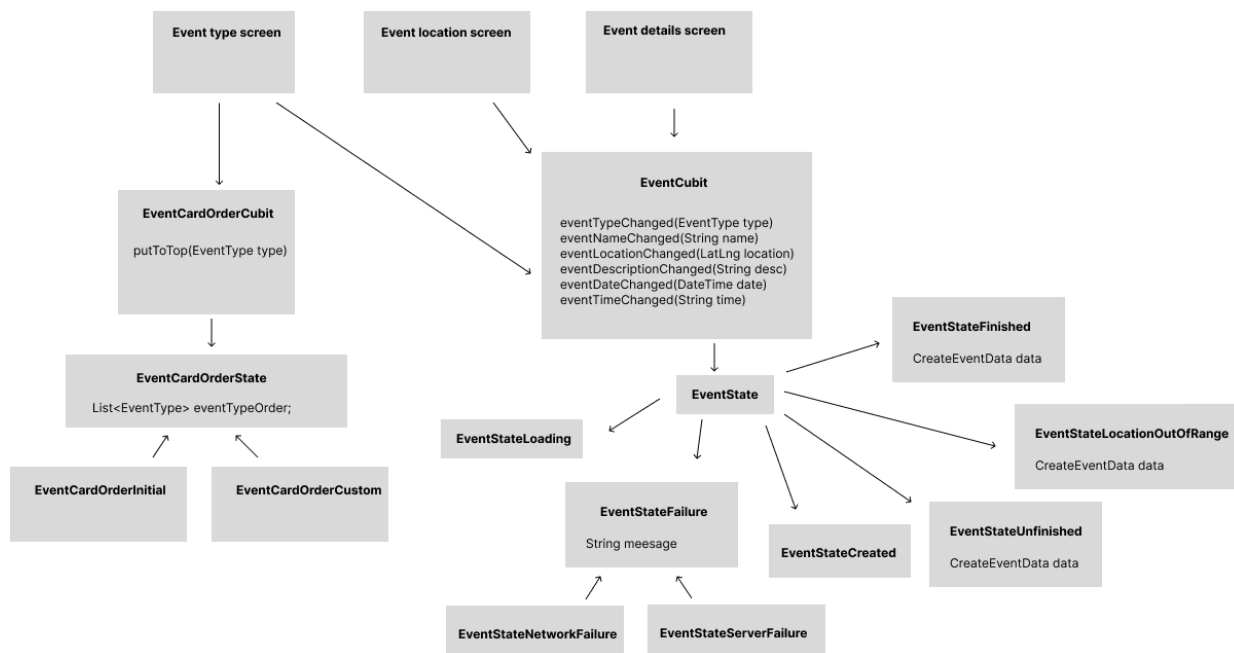 Event type screen
Event location screen
Event details screen
EventCubit
eventTypeChanged(EventType type)
eventNameChanged(String name)
eventLocationChanged(LatLng location)
eventDescriptionChanged(String desc)
eventDateChanged(DateTime date)
eventTimeChanged(String time)
EventCardOrderCubit
putToTop(EventType type)
EventStateFinished
CreateEventData data
EventCardOrderState
List<EventType> eventTypeOrder;
EventState
EventStateLoading
EventStateLocationOutOfRange
CreateEventData data
EventCardOrderInitial
EventCardOrderCustom
EventStateFailure
String meesage
EventStateCreated
EventStateUnfinished
CreateEventData data
EventStateNetworkFailure
EventStateServerFailure